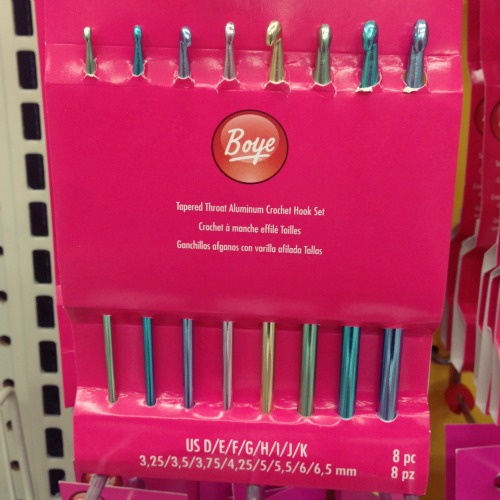 Boye
Tapered Throat Aluminum Crochet Hook Set
Crochet à manche effilé Tailles
Ganchillos afganos con varilla afilada Tallas
US D/E/F/G/H/I/J/K
3,25/3,5/3,75/4,25/5/5,5/6/6,5 mm
8 pc
8 pz